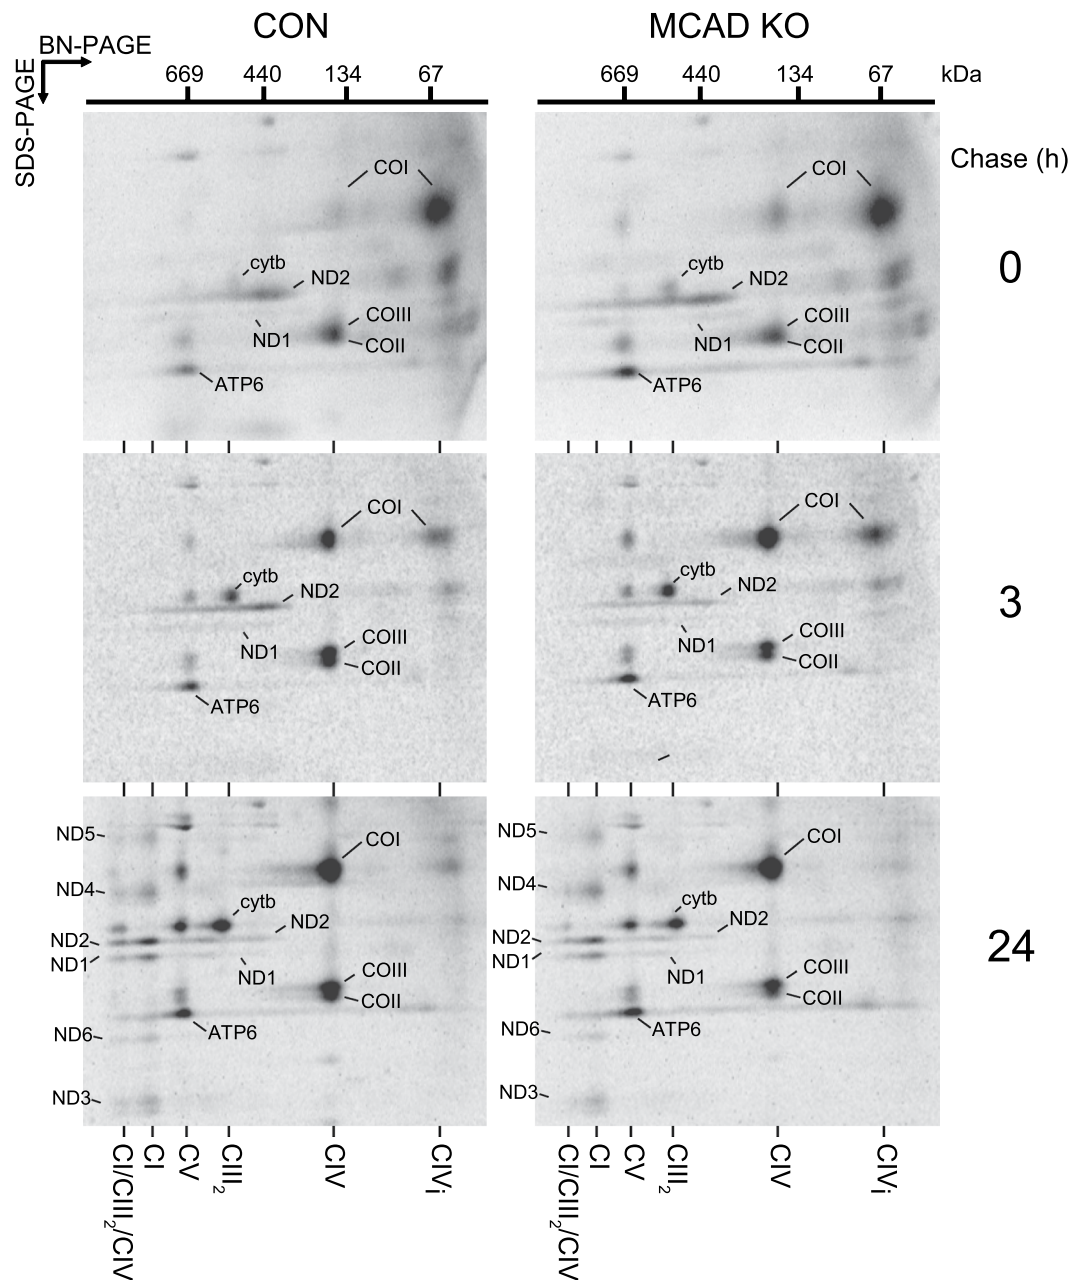 CON MCAD KO
BN-PAGE
SDS-PAGE
669 440 134 67 669 440 134 67 kDa
Chase (h)
COI COI
cytb ND2 cytb ND2
0
ND1 COIII COII ND1 COIII COII
ATP6 ATP6
COI COI
cytb ND2 cytb ND2
3
ND1 COIII COII ND1 COIII COII
ATP6 ATP6
ND5 COI ND5 COI
ND4 cytb ND4 cytb
ND2 ND2 ND2 ND2
24
ND1 ND1 COIII COII ND1 ND1 COIII COII
ATP6 ATP6
ND6 ND6
ND3 ND3
CI/CIII2/CIV CI CV CIII2 CIV CIVi CI/CIII2/CIV CI CV CIII2 CIV CIVi